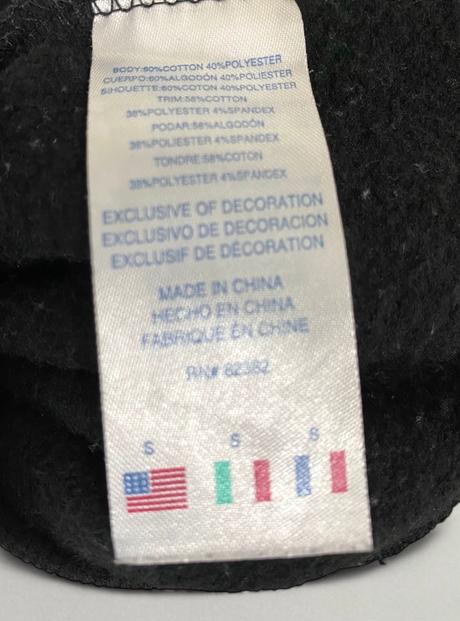 BODY:60%COTTON 40%POLYESTER
CUERPO:60%ALGODÓN 40%POLIESTER
SILHOUETTE:60%COTON 40%POLYESTER
TRIM:58%COTTON
38%POLYESTER 4%SPANDEX
PODAR:58%ALGODÓN
38%POLIESTER 4%SPANDEX
TONDRE:58%COTON
38%POLYESTER 4%SPANDEX
EXCLUSIVE OF DECORATION
EXCLUSIVO DE DECORACION
EXCLUSIF DE DÉCORATION
MADE IN CHINA
HECHO EN CHINA
FABRIQUE EN CHINE
RN# 62382
S S S